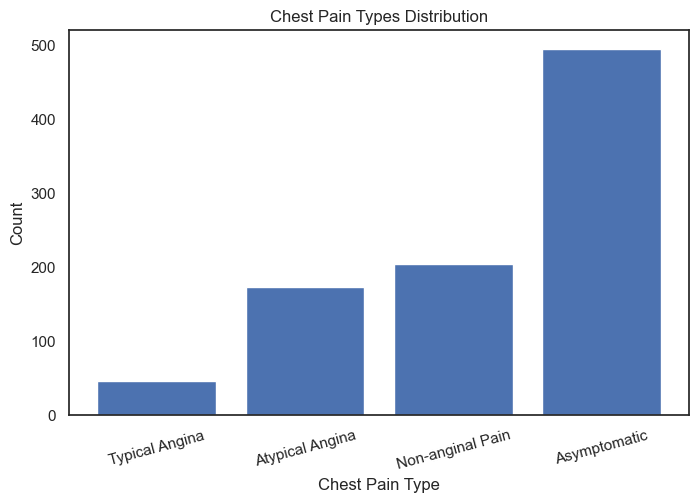 Chest Pain Types Distribution
500
400
300
200
100
0
Count
Typical Angina
Atypical Angina
Non-anginal Pain
Asymptomatic
Chest Pain Type